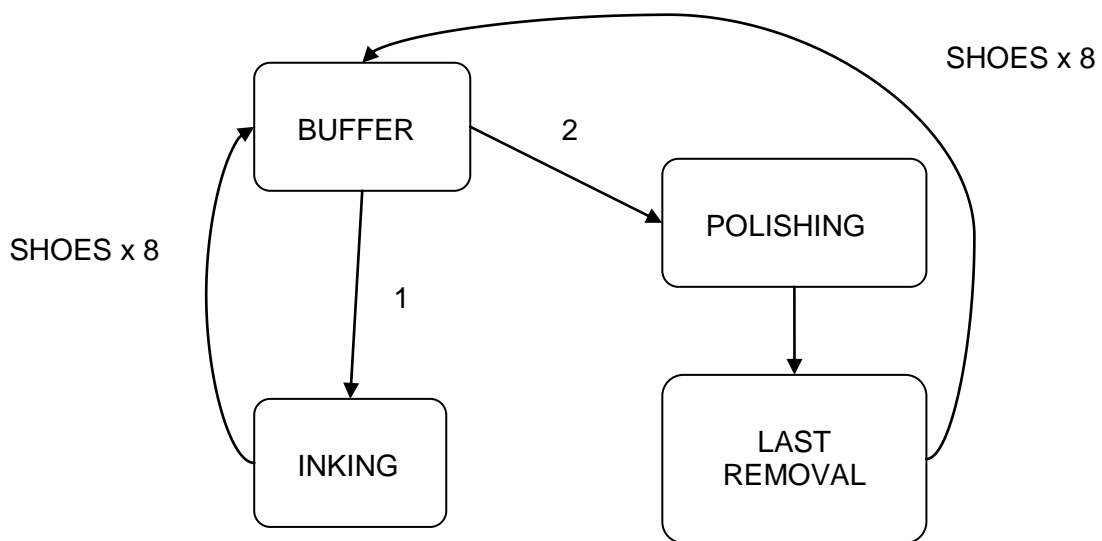 SHOES x 8
BUFFER
2
POLISHING
SHOES x 8
1
INKING
LAST
REMOVAL